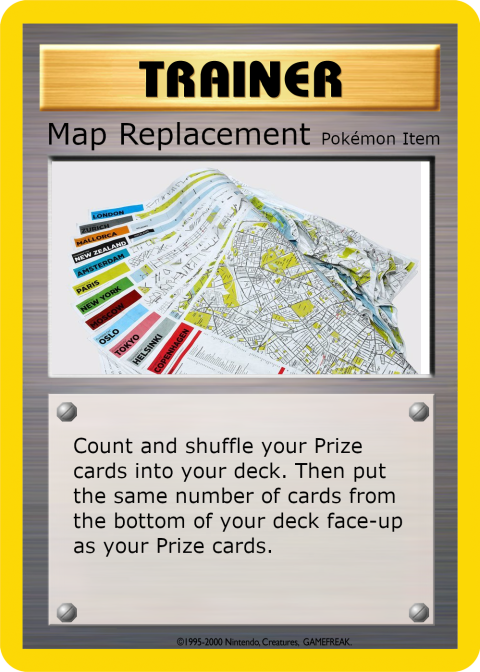 TRAINER
Map Replacement Pokémon Item
LONDON
ZURICH
MALLORCA
NEW ZEALAND
AMSTERDAM
PARIS
NEW YORK
MOSCOW
OSLO
TOKYO
HELSINKI
COPENHAGEN
Count and shuffle your Prize
cards into your deck. Then put
the same number of cards from
the bottom of your deck face-up
as your Prize cards.
©1995-2000 Nintendo, Creatures, GAMEFREAK.